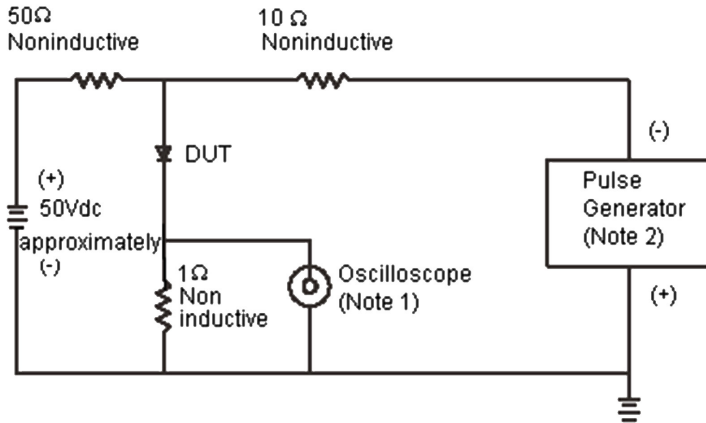 50Ω
Noninductive
10 Ω
Noninductive
DUT
(+)
50Vdc
approximately
(-)
1Ω
Non
inductive
Oscilloscope
(Note 1)
(-)
Pulse
Generator
(Note 2)
(+)